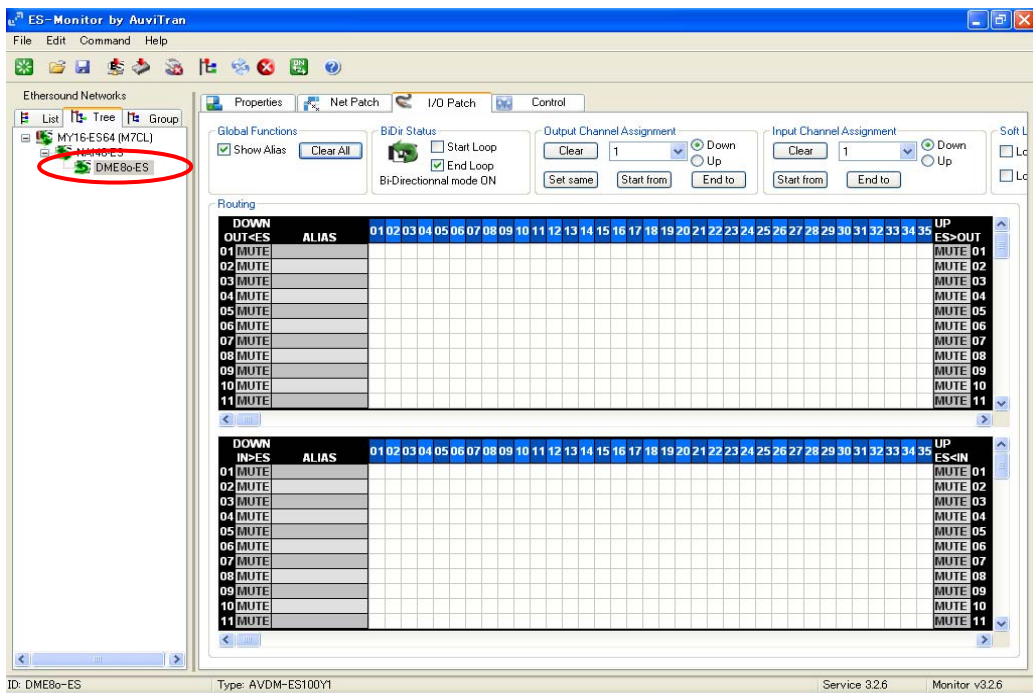 ES-Monitor by AuviTran
File Edit Command Help
Ethersound Networks
List Tree Group
MY16-ES64 (M7CL)
DME8o-ES
Properties Net Patch I/O Patch Control
Global Functions
Show Alias Clear All
BiDir Status
Start Loop
End Loop
Bi-Directionnal mode ON
Output Channel Assignment
Clear 1 Down
Up
Set same Start from End to
Input Channel Assignment
Clear 1 Down
Up
Start from End to
Soft L
Lo
Lo
Routing
DOWN
OUT<ES ALIAS 01 02 03 04 05 06 07 08 09 10 11 12 13 14 15 16 17 18 19 20 21 22 23 24 25 26 27 28 29 30 31 32 33 34 35 UP
ES>OUT
01 MUTE MUTE 01
02 MUTE MUTE 02
03 MUTE MUTE 03
04 MUTE MUTE 04
05 MUTE MUTE 05
06 MUTE MUTE 06
07 MUTE MUTE 07
08 MUTE MUTE 08
09 MUTE MUTE 09
10 MUTE MUTE 10
11 MUTE MUTE 11
DOWN
IN>ES ALIAS 01 02 03 04 05 06 07 08 09 10 11 12 13 14 15 16 17 18 19 20 21 22 23 24 25 26 27 28 29 30 31 32 33 34 35 UP
ES<IN
01 MUTE MUTE 01
02 MUTE MUTE 02
03 MUTE MUTE 03
04 MUTE MUTE 04
05 MUTE MUTE 05
06 MUTE MUTE 06
07 MUTE MUTE 07
08 MUTE MUTE 08
09 MUTE MUTE 09
10 MUTE MUTE 10
11 MUTE MUTE 11
ID: DME8o-ES Type: AVDM-ES100Y1 Service 3.2.6 Monitor v3.2.6